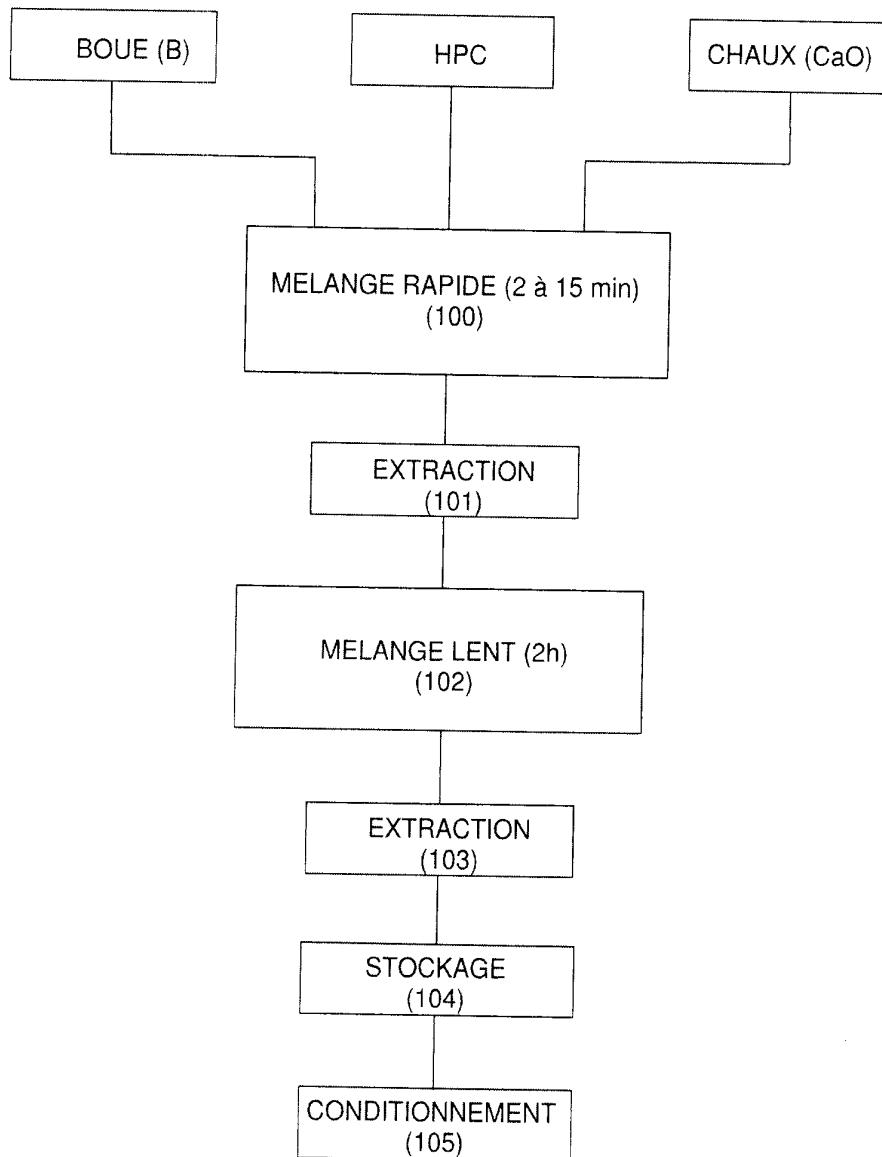 BOUE (B)
HPC
CHAUX (CaO)
MELANGE RAPIDE (2 à 15 min)
(100)
EXTRACTION
(101)
MELANGE LENT (2h)
(102)
EXTRACTION
(103)
STOCKAGE
(104)
CONDITIONNEMENT
(105)